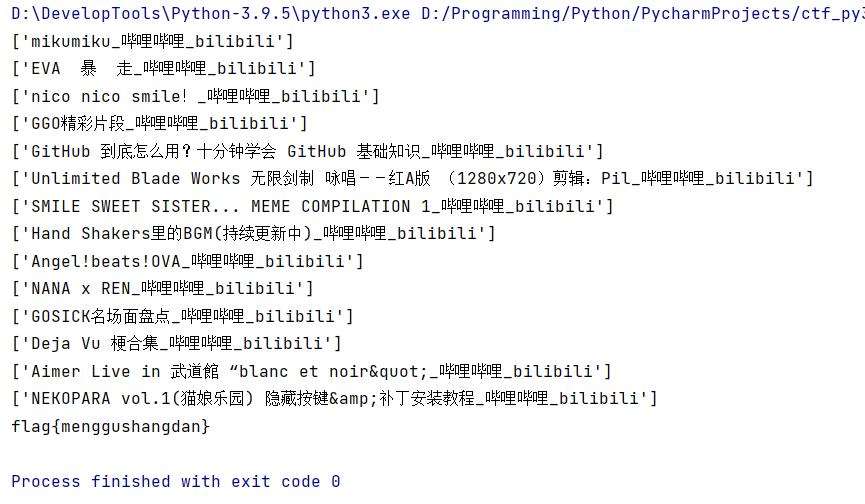 D:\DevelopTools\Python-3.9.5\python3.exe D:/Programming/Python/PycharmProjects/ctf_py3
['mikumiku_哔哩哔哩_bilibili']
['EVA  暴  走_哔哩哔哩_bilibili']
['nico nico smile！_哔哩哔哩_bilibili']
['GGO精彩片段_哔哩哔哩_bilibili']
['GitHub 到底怎么用？十分钟学会 GitHub 基础知识_哔哩哔哩_bilibili']
['Unlimited Blade Works 无限剑制 咏唱－－红A版 （1280x720）剪辑：Pil_哔哩哔哩_bilibili']
['SMILE SWEET SISTER... MEME COMPILATION 1_哔哩哔哩_bilibili']
['Hand Shakers里的BGM(持续更新中)_哔哩哔哩_bilibili']
['Angel!beats!OVA_哔哩哔哩_bilibili']
['NANA x REN_哔哩哔哩_bilibili']
['GOSICK名场面盘点_哔哩哔哩_bilibili']
['Deja Vu 梗合集_哔哩哔哩_bilibili']
['Aimer Live in 武道館 “blanc et noir&quot;_哔哩哔哩_bilibili']
['NEKOPARA vol.1(猫娘乐园) 隐藏按键&amp;补丁安装教程_哔哩哔哩_bilibili']
flag{menggushangdan}
Process finished with exit code 0